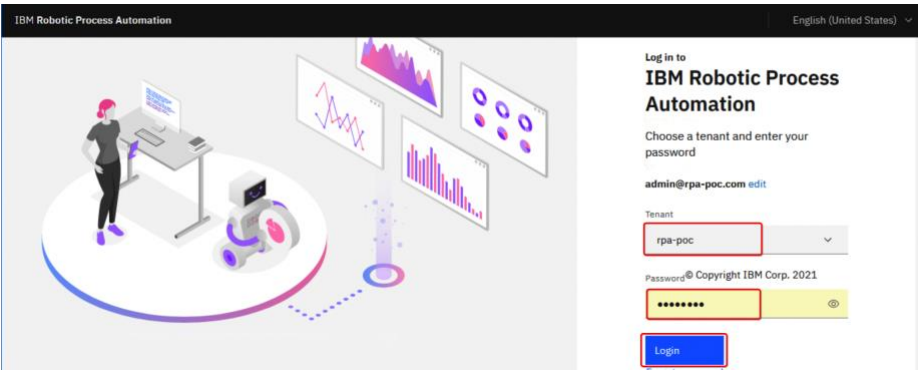 IBM Robotic Process Automation
English (United States)
Log in to
IBM Robotic Process
Automation
Choose a tenant and enter your
password
admin@rpa-poc.com edit
Tenant
rpa-poc
Password© Copyright IBM Corp. 2021
••••••••
Login